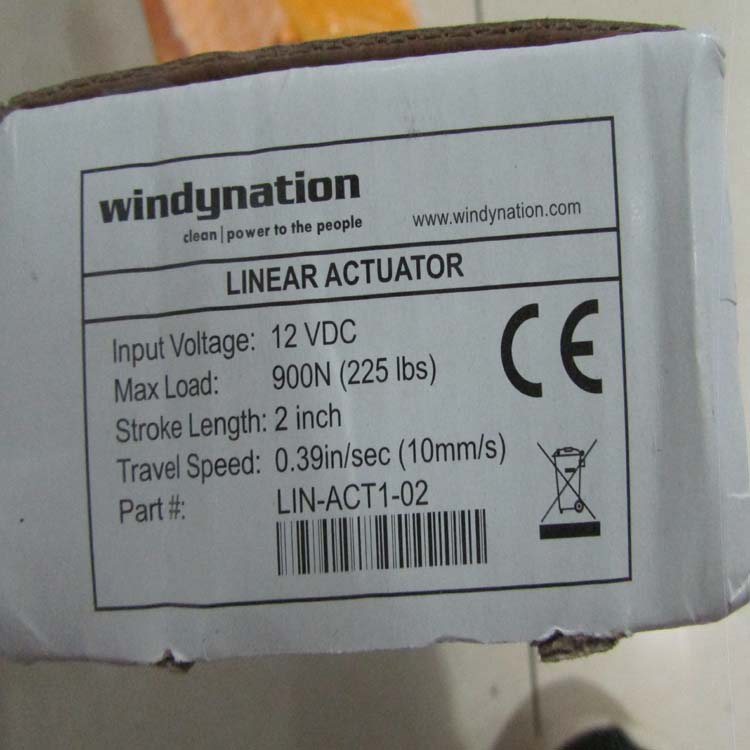 windynation
clean | power to the people
www.windynation.com
LINEAR ACTUATOR
Input Voltage: 12 VDC
Max Load: 900N (225 lbs)
Stroke Length: 2 inch
Travel Speed: 0.39in/sec (10mm/s)
Part #: LIN-ACT1-02
CE